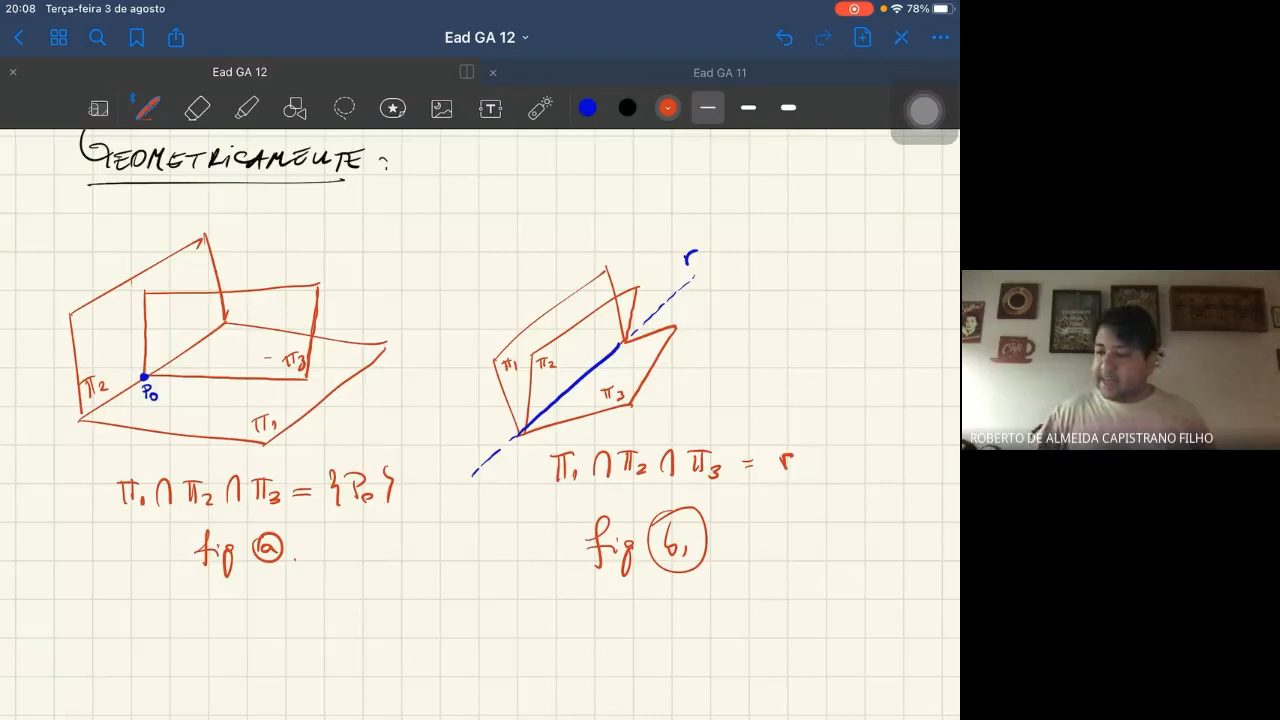 20:08 Terça-feira 3 de agosto
78%
Ead GA 12
Ead GA 12
Ead GA 11
GEOMETRICAMENTE:
r
π2
P0
π3
π1
π1
π2
π3
π1 ∩ π2 ∩ π3 = {P0}
π1 ∩ π2 ∩ π3 = r
fig a.
fig b1
ROBERTO DE ALMEIDA CAPISTRANO FILHO